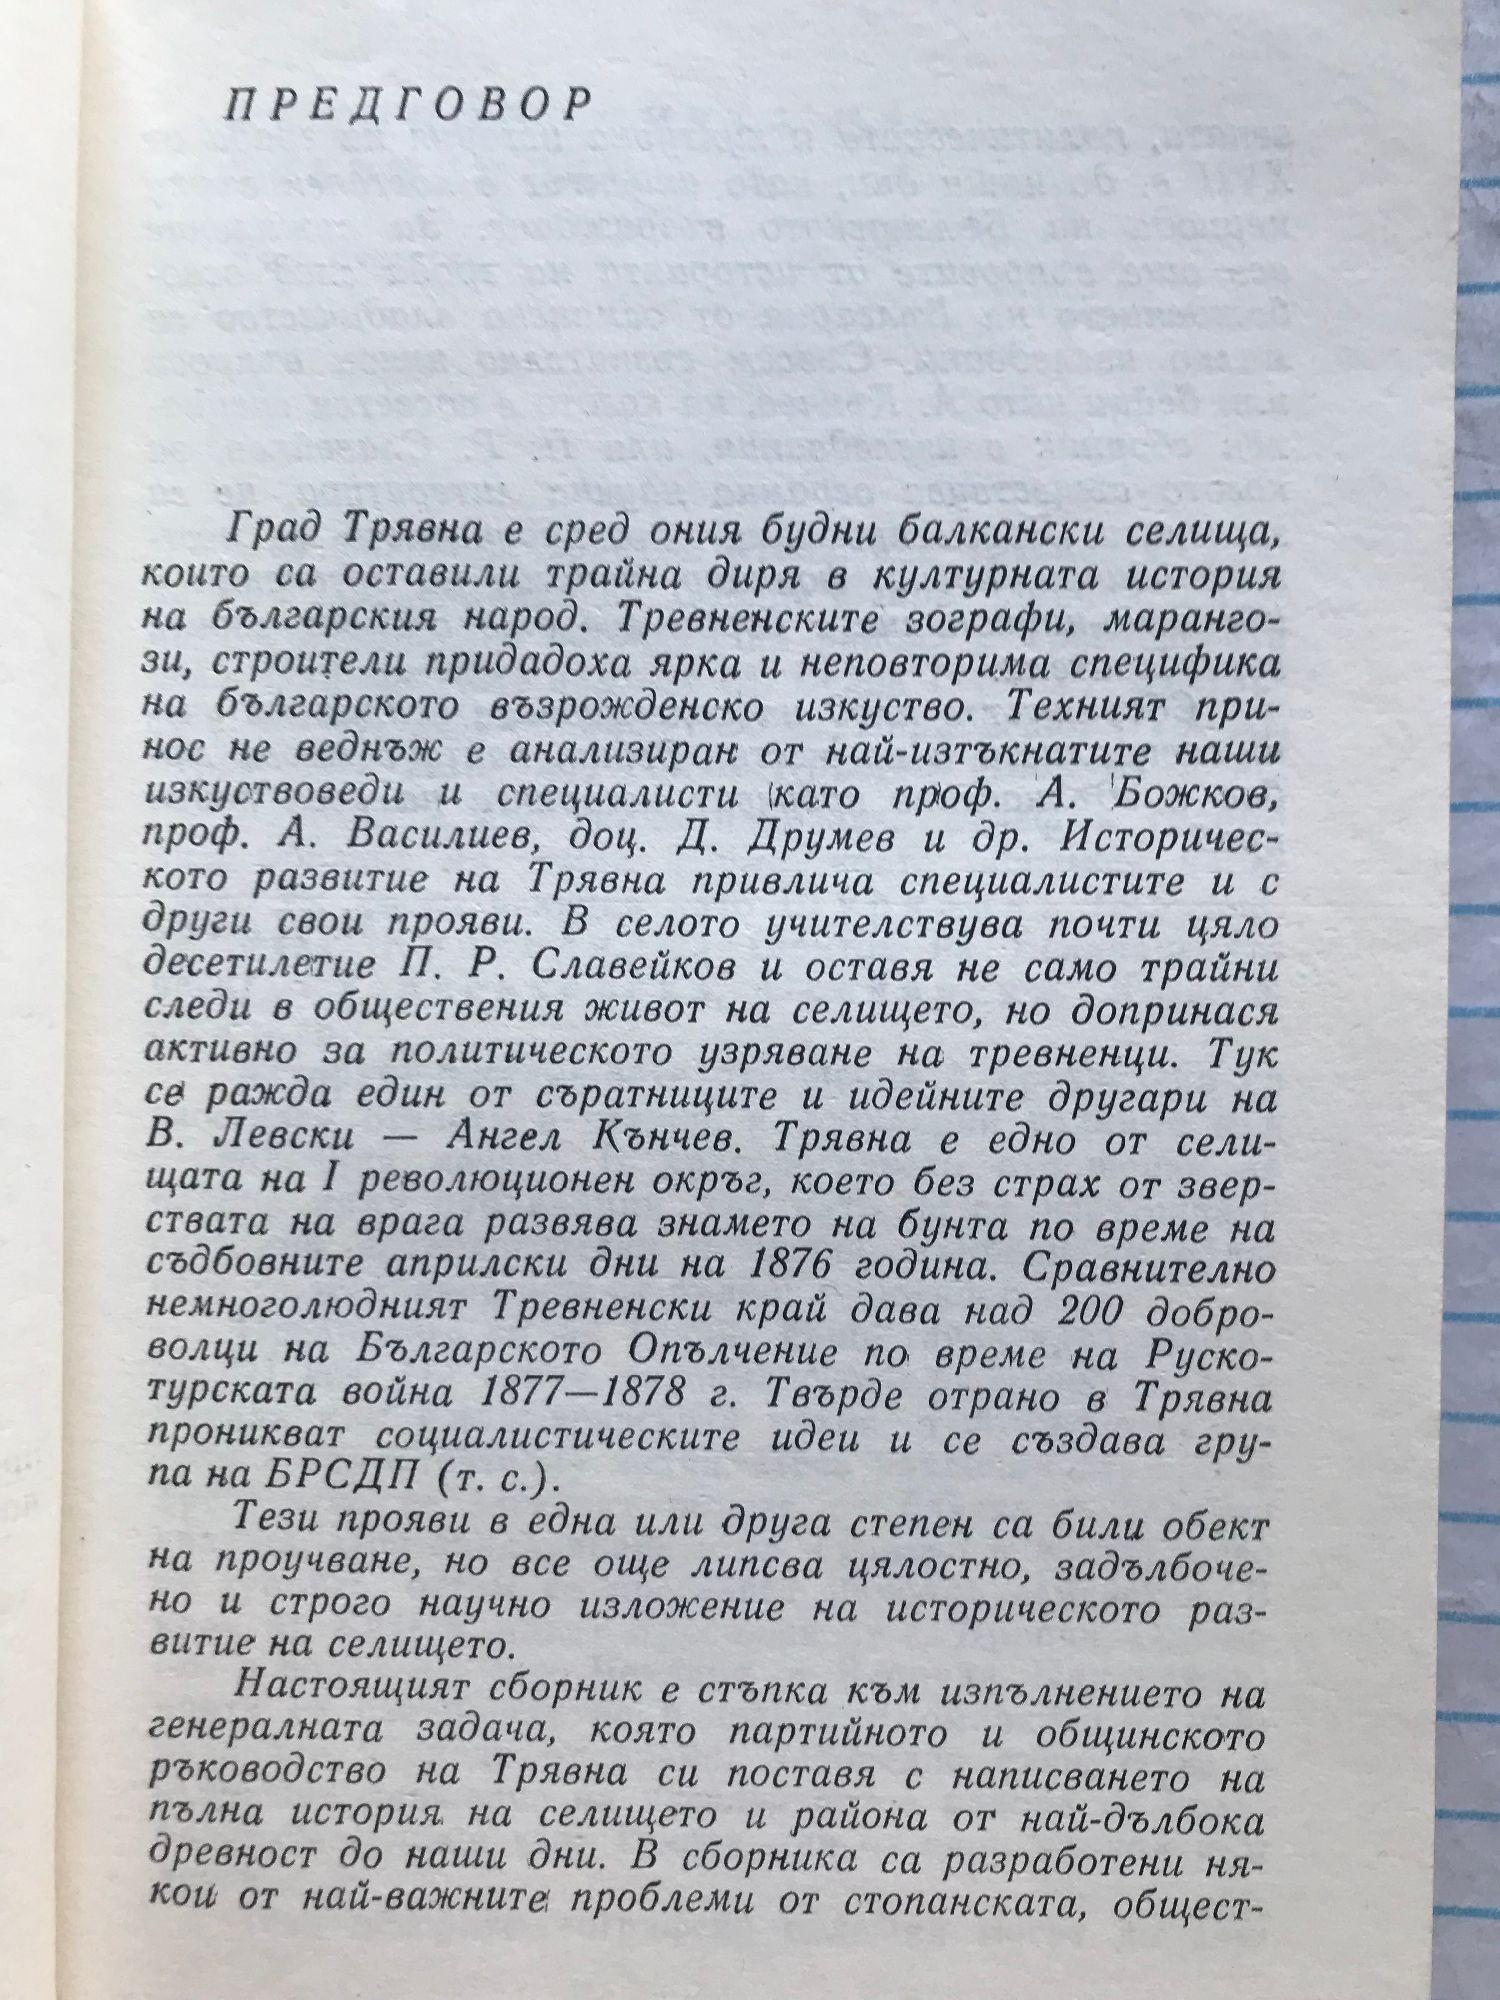 ПРЕДГОВОР
Град Трявна е сред ония будни балкански селища,
които са оставили трайна диря в културната история
на българския народ. Тревненските зографи, маранго-
зи, строители придадоха ярка и неповторима специфика
на българското възрожденско изкуство. Техният при-
нос не веднъж е анализиран от най-изтъкнатите наши
изкуствоведи и специалисти (като проф. А. Божков,
проф. А. Василиев, доц. Д. Друмев и др. Историчес-
кото развитие на Трявна привлича специалистите и с
други свои прояви. В селото учителствува почти цяло
десетилетие П. Р. Славейков и оставя не само трайни
следи в обществения живот на селището, но допринася
активно за политическото узряване на тревненци. Тук
се ражда един от съратниците и идейните другари на
В. Левски — Ангел Кънчев. Трявна е едно от сели-
щата на I революционен окръг, което без страх от звер-
ствата на врага развява знамето на бунта по време на
съдбовните априлски дни на 1876 година. Сравнително
немноголюдният Тревненски край дава над 200 добро-
волци на Българското Опълчение по време на Руско-
турската война 1877—1878 г. Твърде отрано в Трявна
проникват социалистическите идеи и се създава гру-
па на БРСДП (т. с.).
Тези прояви в една или друга степен са били обект
на проучване, но все още липсва цялостно, задълбоче-
но и строго научно изложение на историческото раз-
витие на селището.
Настоящият сборник е стъпка към изпълнението на
генералната задача, която партийното и общинското
ръководство на Трявна си поставя с написването на
пълна история на селището и района от най-дълбока
древност до наши дни. В сборника са разработени ня-
кои от най-важните проблеми от стопанската, общест-